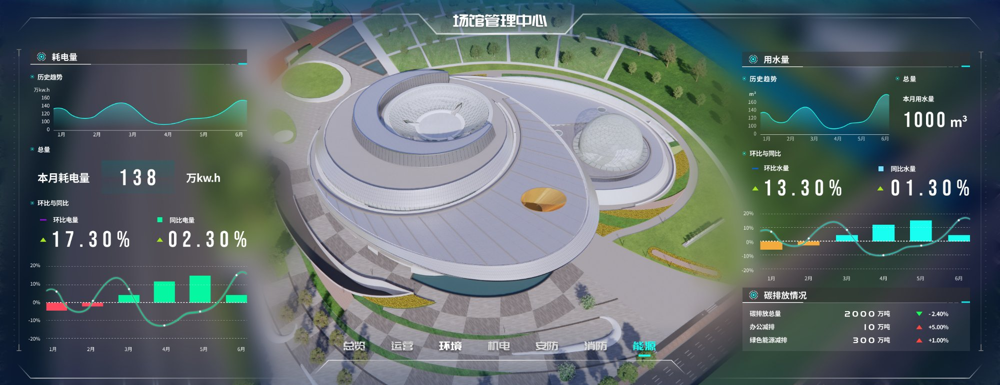 场馆管理中心
耗电量
历史趋势
万kw.h
160
140
120
100
0
1月 2月 3月 4月 5月 6月
总量
本月耗电量 138 万kw.h
环比与同比
环比电量 同比电量
17.30% 02.30%
20%
10%
0%
-10%
-20%
1月 2月 3月 4月 5月 6月
用水量
历史趋势 总量
m³
160
140
120
100
0
1月 2月 3月 4月 5月 6月
本月用水量
1000 m³
环比与同比
环比水量 同比水量
13.30% 01.30%
20%
10%
0%
-10%
-20%
1月 2月 3月 4月 5月 6月
碳排放情况
碳排放总量 2000 万吨 -2.40%
办公减排 10 万吨 +5.00%
绿色能源减排 300 万吨 +1.00%
总览 运营 环境 机电 安防 消防 能源